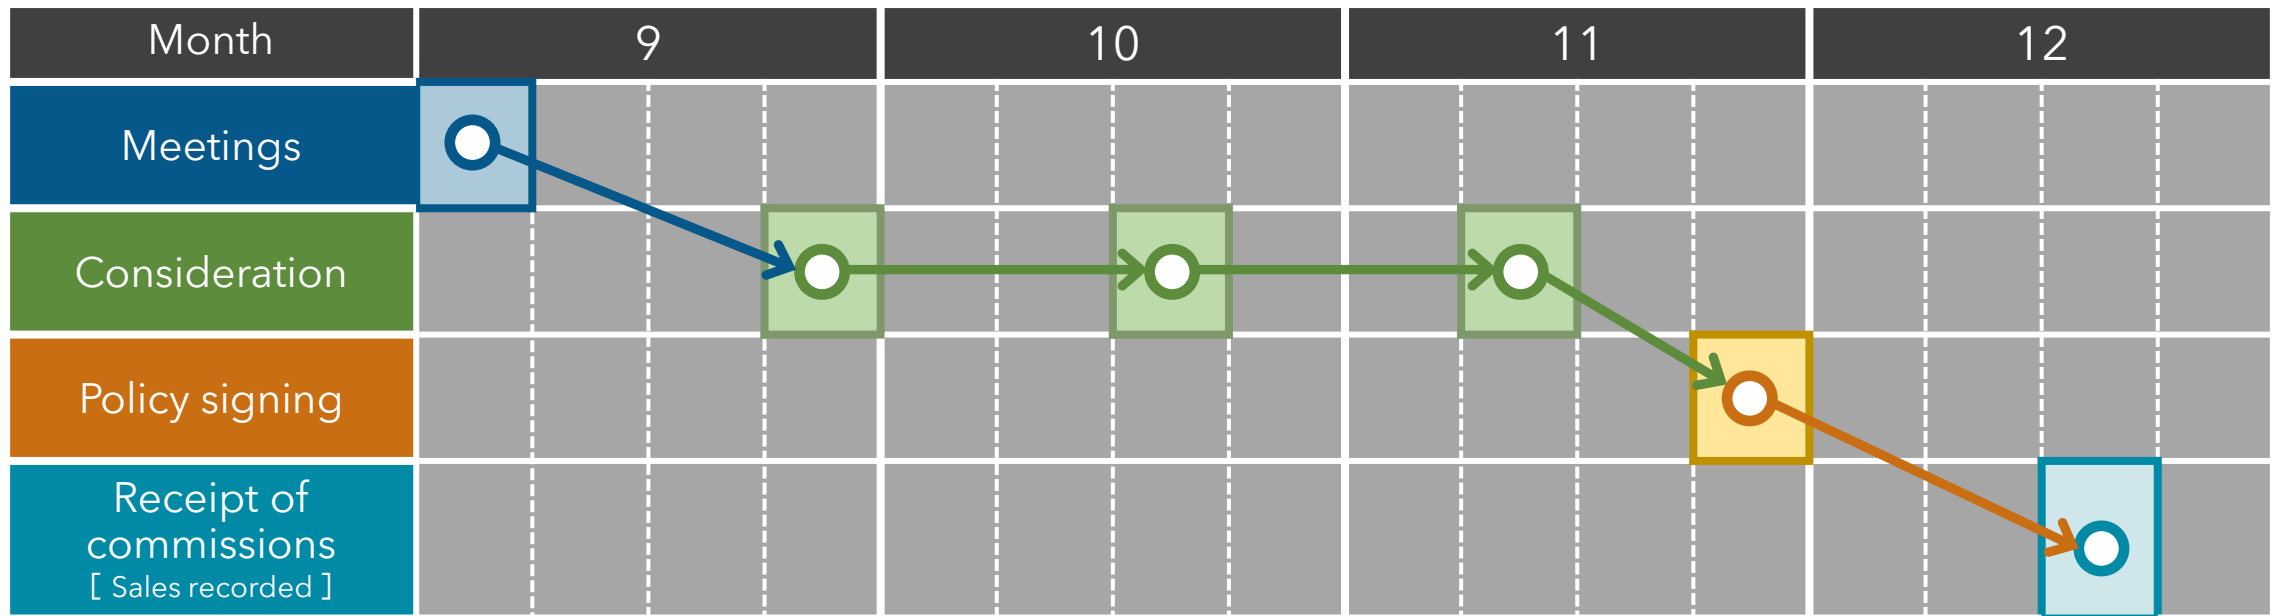 Month 9 10 11 12
Meetings
Consideration
Policy signing
Receipt of
commissions
[ Sales recorded ]